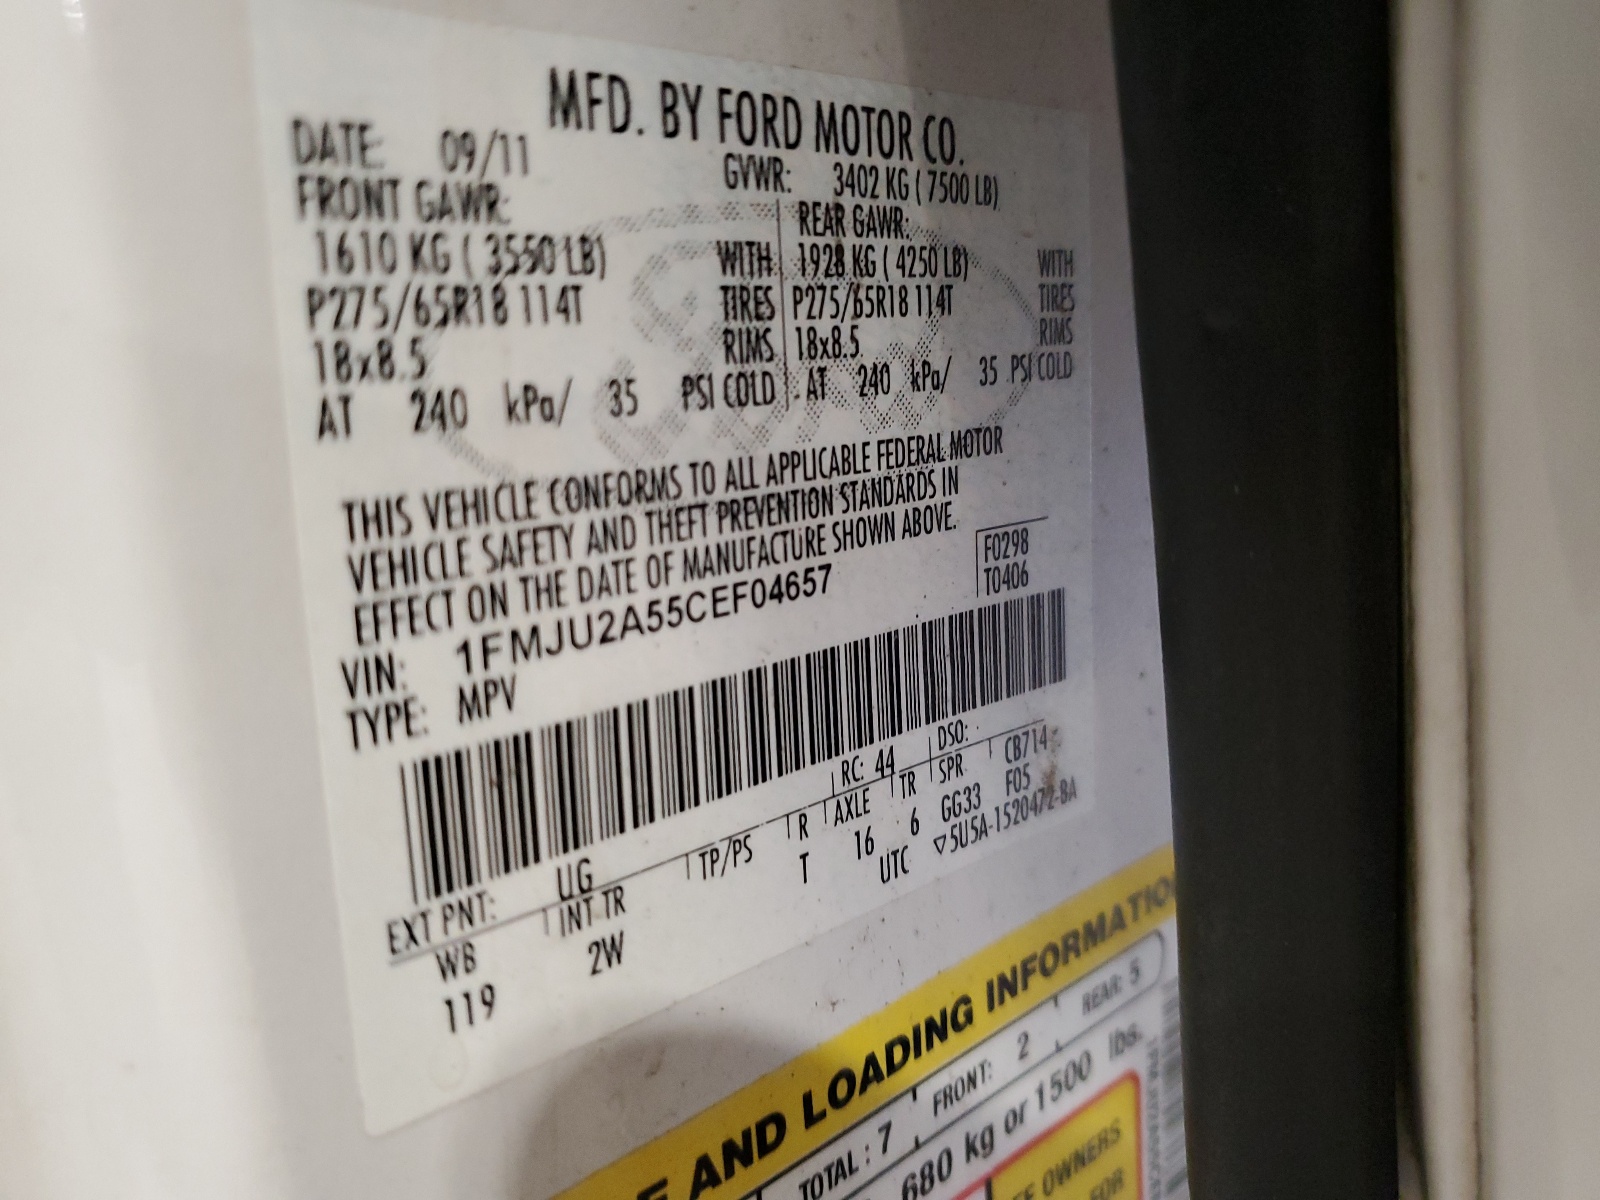 MFD. BY FORD MOTOR CO.
DATE: 09/11 GVWR: 3402 KG ( 7500 LB)
FRONT GAWR: REAR GAWR:
1610 KG ( 3550 LB) WITH 1928 KG ( 4250 LB) WITH
P275/65R18 114T TIRES P275/65R18 114T TIRES
18x8.5 RIMS 18x8.5 RIMS
AT 240 kPa/ 35 PSI COLD AT 240 kPa/ 35 PSI COLD
THIS VEHICLE CONFORMS TO ALL APPLICABLE FEDERAL MOTOR
VEHICLE SAFETY AND THEFT PREVENTION STANDARDS IN
EFFECT ON THE DATE OF MANUFACTURE SHOWN ABOVE.
F0298
VIN: 1FMJU2A55CEF04657 T0406
TYPE: MPV
EXT PNT: UG RC: 44 DSO:
WB INT TR TP/PS R AXLE TR SPR CB714
119 2W T 16 6 GG33 F05
UTC ▽5U5A-1520472-BA
AND LOADING INFORMATION
TOTAL : 7 FRONT: 2 REAR: 5
680 kg or 1500 lbs.
OWNERS
FOR